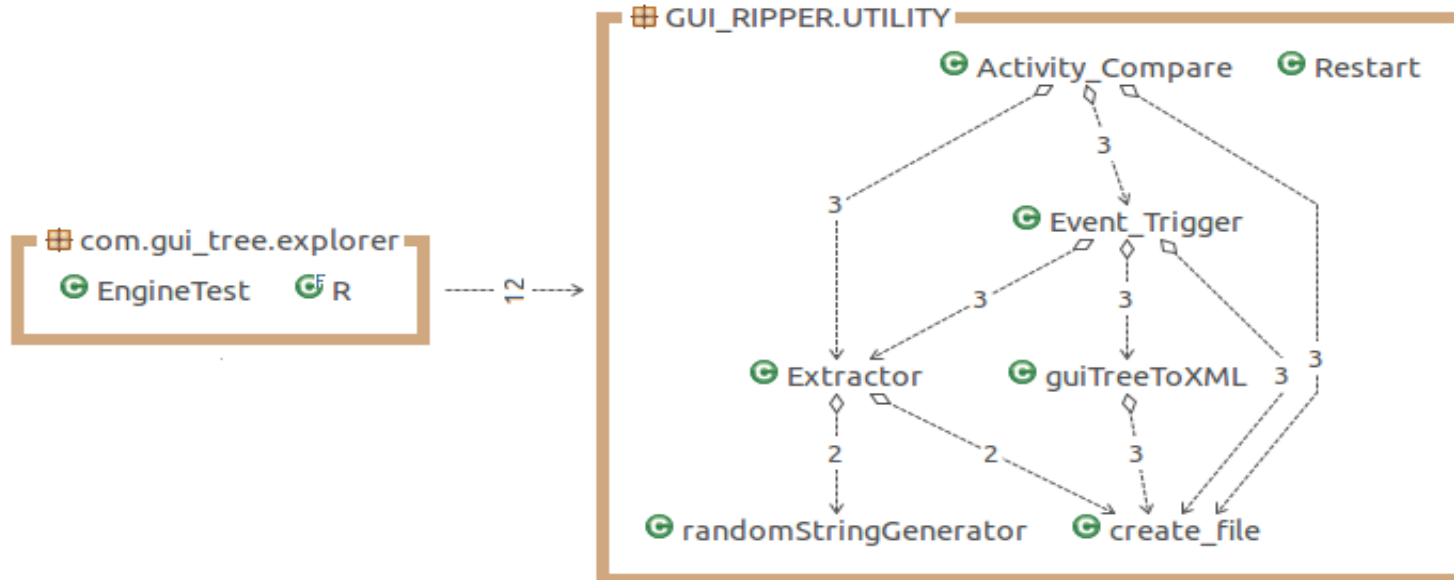 GUI_RIPPER.UTILITY
C Activity_Compare C Restart
3
3
C Event_Trigger
com.gui_tree.explorer
C EngineTest C F R
12
3
3
3
3
C Extractor C guiTreeToXML
2
2
3
C randomStringGenerator C create_file